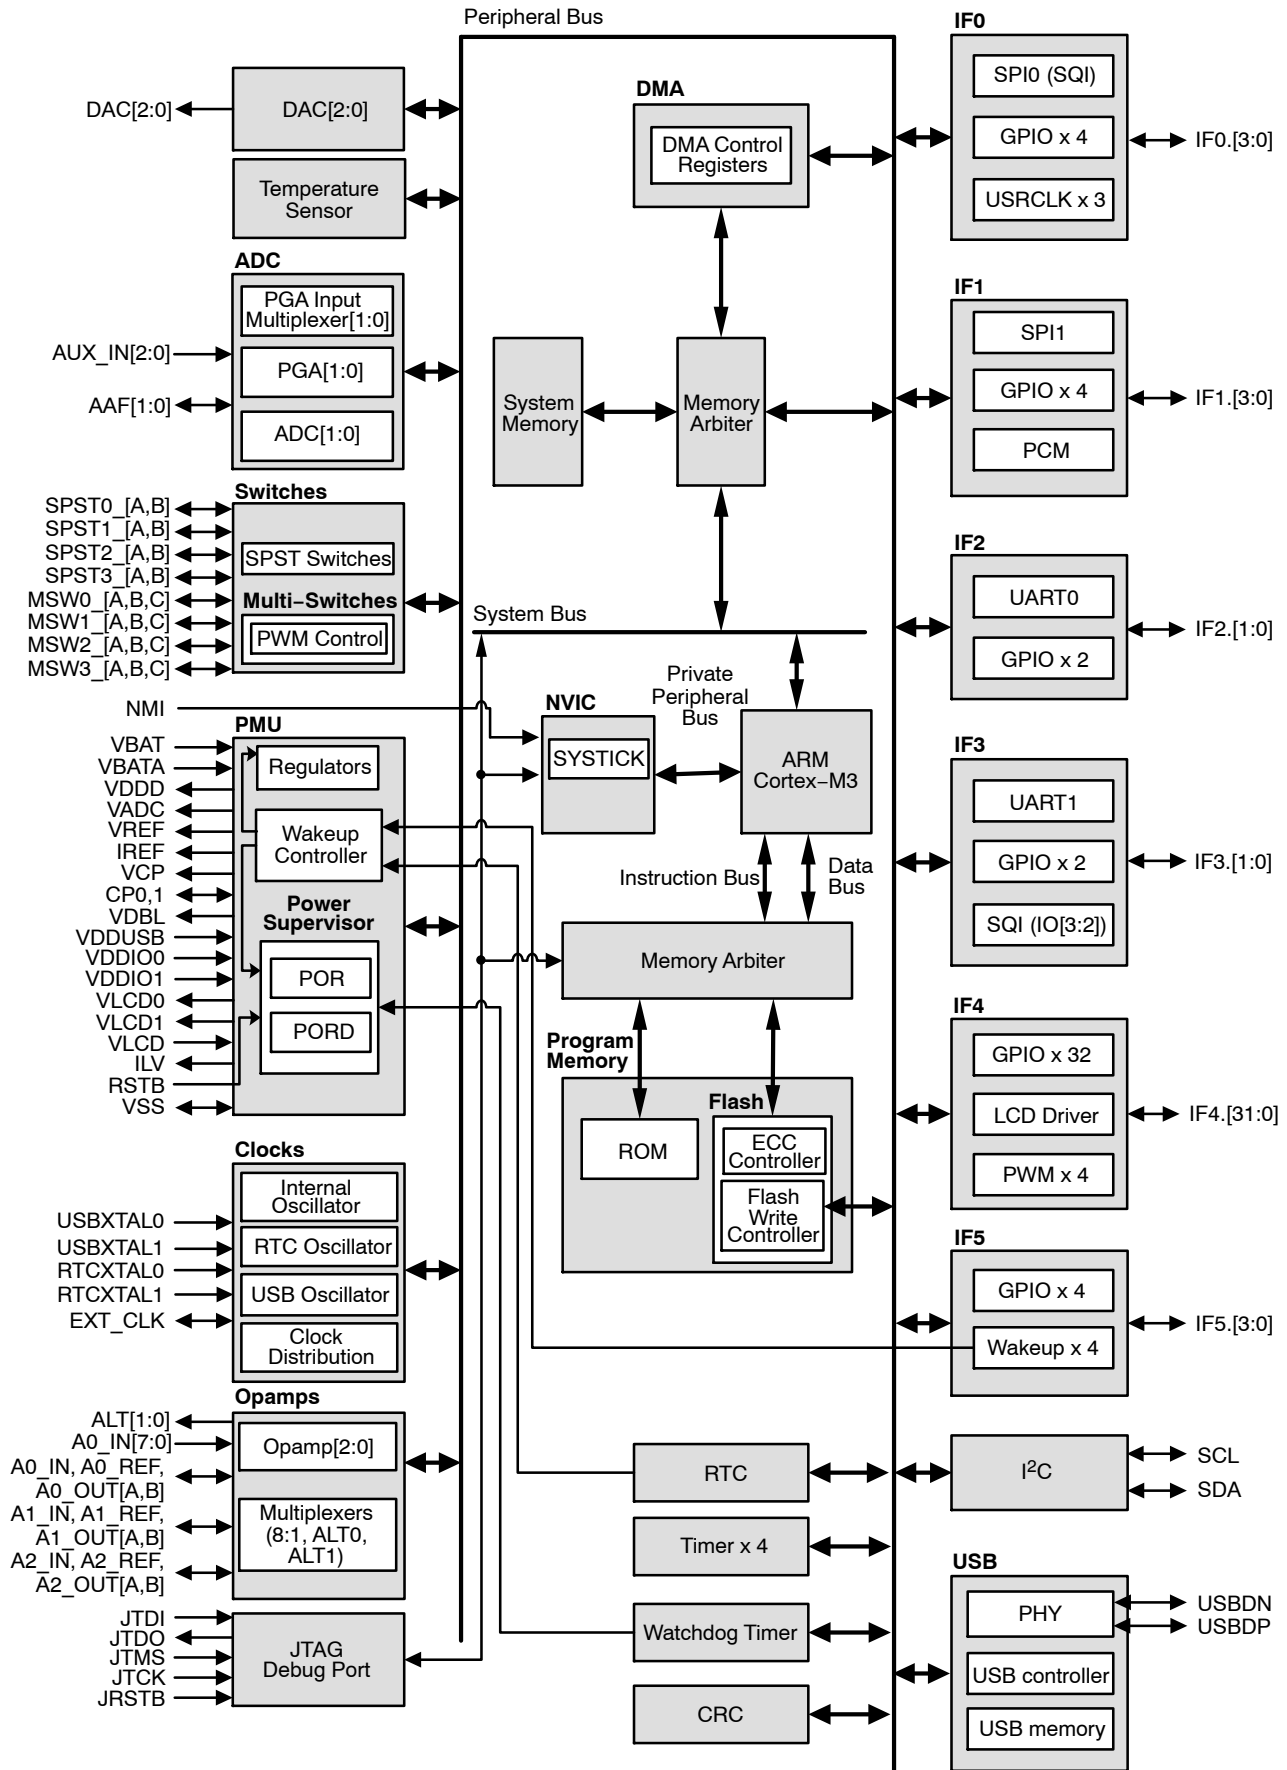 Peripheral Bus
DAC[2:0]
DAC[2:0]
Temperature
Sensor
ADC
PGA Input
Multiplexer[1:0]
AUX_IN[2:0]
PGA[1:0]
AAF[1:0]
ADC[1:0]
Switches
SPST0_[A,B]
SPST1_[A,B]
SPST2_[A,B]
SPST3_[A,B]
MSW0_[A,B,C]
MSW1_[A,B,C]
MSW2_[A,B,C]
MSW3_[A,B,C]
SPST Switches
Multi−Switches
PWM Control
NMI
PMU
VBAT
VBATA
VDDD
VADC
VREF
IREF
VCP
CP0,1
VDBL
VDDUSB
VDDIO0
VDDIO1
VLCD0
VLCD1
VLCD
ILV
RSTB
VSS
Regulators
Wakeup
Controller
Power
Supervisor
POR
PORD
Clocks
Internal
Oscillator
RTC Oscillator
USB Oscillator
Clock
Distribution
USBXTAL0
USBXTAL1
RTCXTAL0
RTCXTAL1
EXT_CLK
Opamps
ALT[1:0]
A0_IN[7:0]
A0_IN, A0_REF,
A0_OUT[A,B]
A1_IN, A1_REF,
A1_OUT[A,B]
A2_IN, A2_REF,
A2_OUT[A,B]
Opamp[2:0]
Multiplexers
(8:1, ALT0,
ALT1)
JTDI
JTDO
JTMS
JTCK
JRSTB
JTAG
Debug Port
DMA
DMA Control
Registers
System
Memory
Memory
Arbiter
System Bus
Private
Peripheral
Bus
NVIC
SYSTICK
ARM
Cortex−M3
Instruction Bus
Data
Bus
Memory Arbiter
Program
Memory
ROM
Flash
ECC
Controller
Flash
Write
Controller
RTC
Timer x 4
Watchdog Timer
CRC
IF0
SPI0 (SQI)
GPIO x 4
USRCLK x 3
IF0.[3:0]
IF1
SPI1
GPIO x 4
PCM
IF1.[3:0]
IF2
UART0
GPIO x 2
IF2.[1:0]
IF3
UART1
GPIO x 2
SQI (IO[3:2])
IF3.[1:0]
IF4
GPIO x 32
LCD Driver
PWM x 4
IF4.[31:0]
IF5
GPIO x 4
Wakeup x 4
IF5.[3:0]
I²C
SCL
SDA
USB
PHY
USB controller
USB memory
USBDN
USBDP